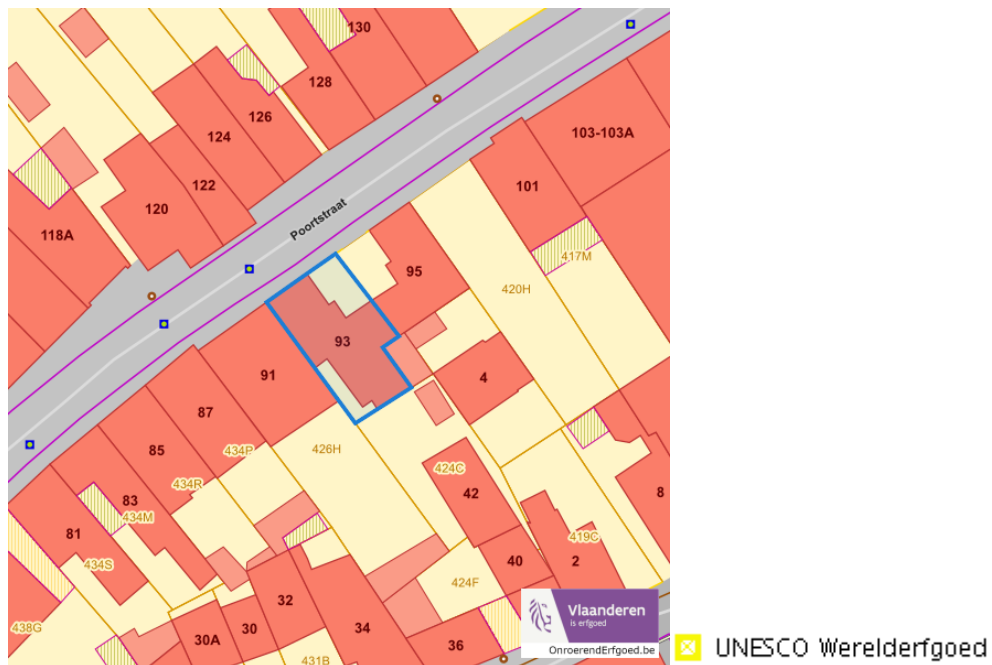 130
128
126
124
122
120
118A
103-103A
101
417M
Poortstraat
95
420H
93
91
4
87
434P
426H
85
434R
424C
42
83
434M
8
81
434S
419C
2
40
424F
32
438G
30A
30
34
431B
36
Vlaanderen
is erfgoed
OnroerendErfgoed.be
UNESCO Werelderfgoed